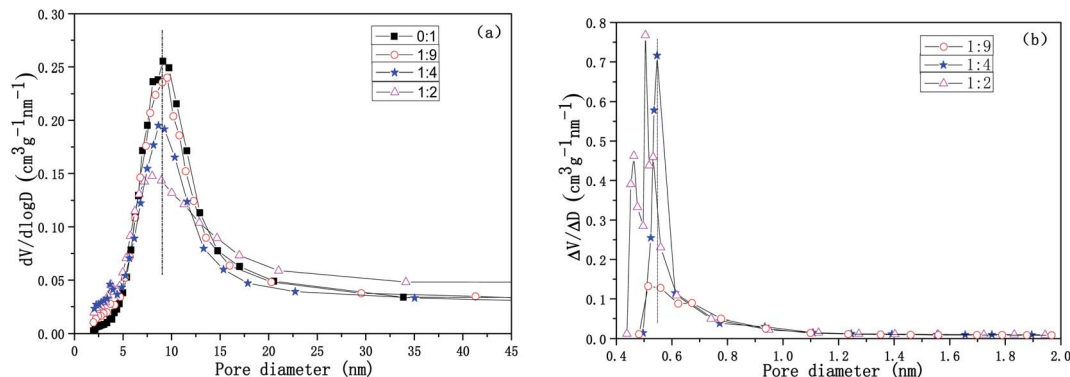 (a)
0:1
1:9
1:4
1:2
dV/dlogD (cm³g⁻¹nm⁻¹)
0.30
0.25
0.20
0.15
0.10
0.05
0.00
0 5 10 15 20 25 30 35 40 45
Pore diameter (nm)
(b)
1:9
1:4
1:2
ΔV/ΔD (cm³g⁻¹nm⁻¹)
0.8
0.7
0.6
0.5
0.4
0.3
0.2
0.1
0.0
0.4 0.6 0.8 1.0 1.2 1.4 1.6 1.8 2.0
Pore diameter (nm)